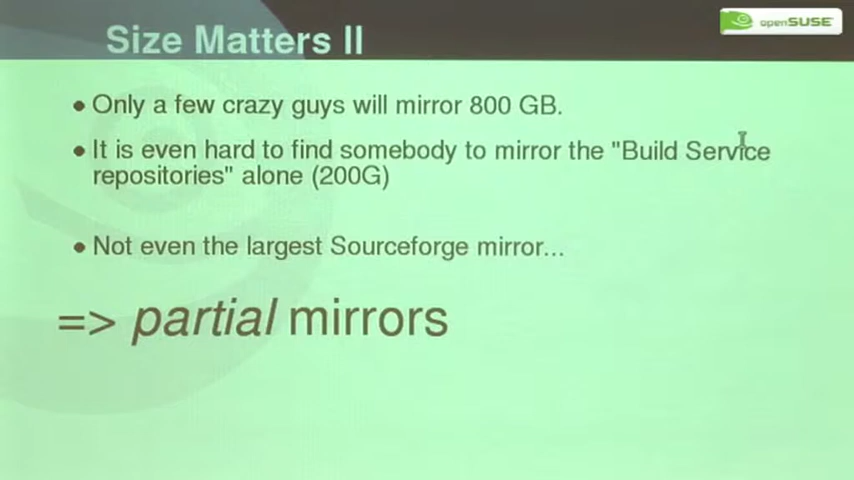 Size Matters II
openSUSE
• Only a few crazy guys will mirror 800 GB.
• It is even hard to find somebody to mirror the "Build Service
repositories" alone (200G)
• Not even the largest Sourceforge mirror...
=> partial mirrors